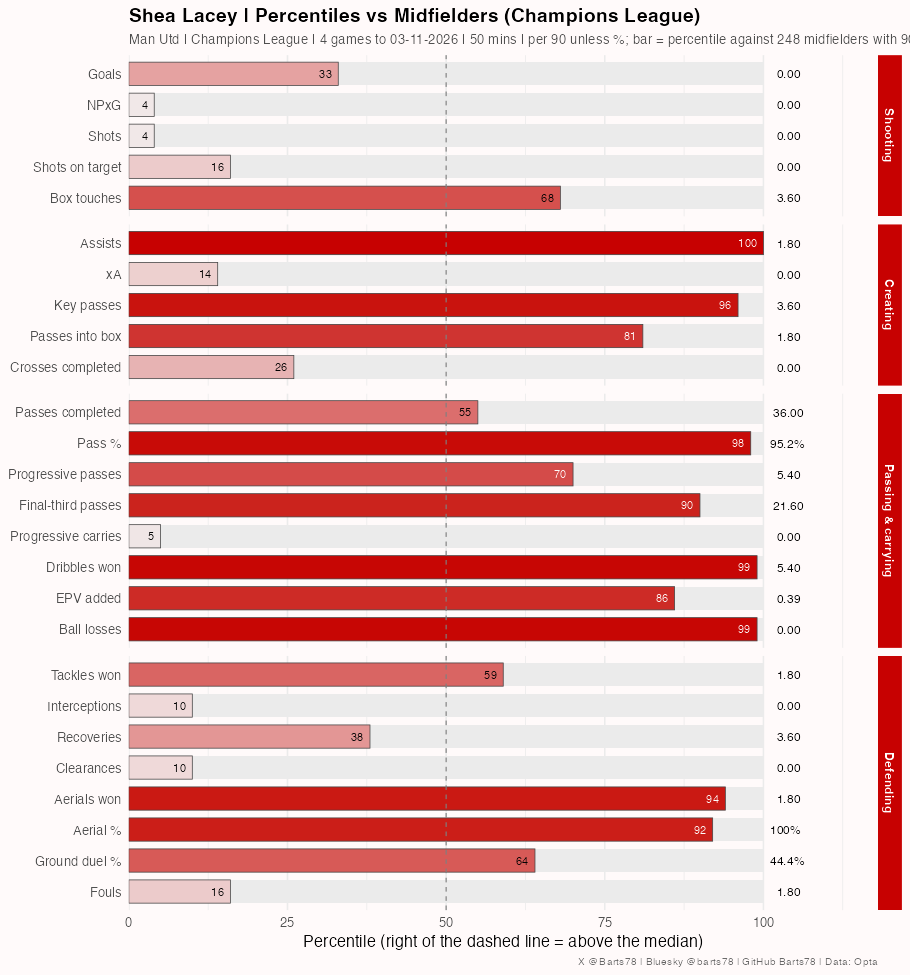 Shea Lacey | Percentiles vs Midfielders (Champions League)
Man Utd | Champions League | 4 games to 03-11-2026 | 50 mins | per 90 unless %; bar = percentile against 248 midfielders with 90
Goals 33 0.00
NPxG 4 0.00
Shots 4 0.00
Shots on target 16 0.00
Box touches 68 3.60
Shooting
Assists 100 1.80
xA 14 0.00
Key passes 96 3.60
Passes into box 81 1.80
Crosses completed 26 0.00
Creating
Passes completed 55 36.00
Pass % 98 95.2%
Progressive passes 70 5.40
Final-third passes 90 21.60
Progressive carries 5 0.00
Dribbles won 99 5.40
EPV added 86 0.39
Ball losses 99 0.00
Passing & carrying
Tackles won 59 1.80
Interceptions 10 0.00
Recoveries 38 3.60
Clearances 10 0.00
Aerials won 94 1.80
Aerial % 92 100%
Ground duel % 64 44.4%
Fouls 16 1.80
Defending
0 25 50 75 100
Percentile (right of the dashed line = above the median)
X @Barts78 | Bluesky @barts78 | GitHub Barts78 | Data: Opta